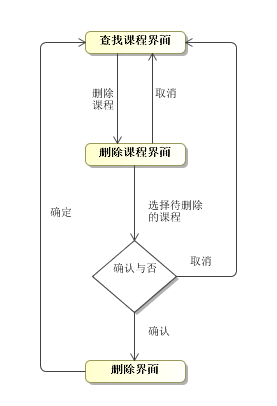 查找课程界面
删除
课程
取消
删除课程界面
选择待删除
的课程
确定
确认与否
取消
确认
删除界面